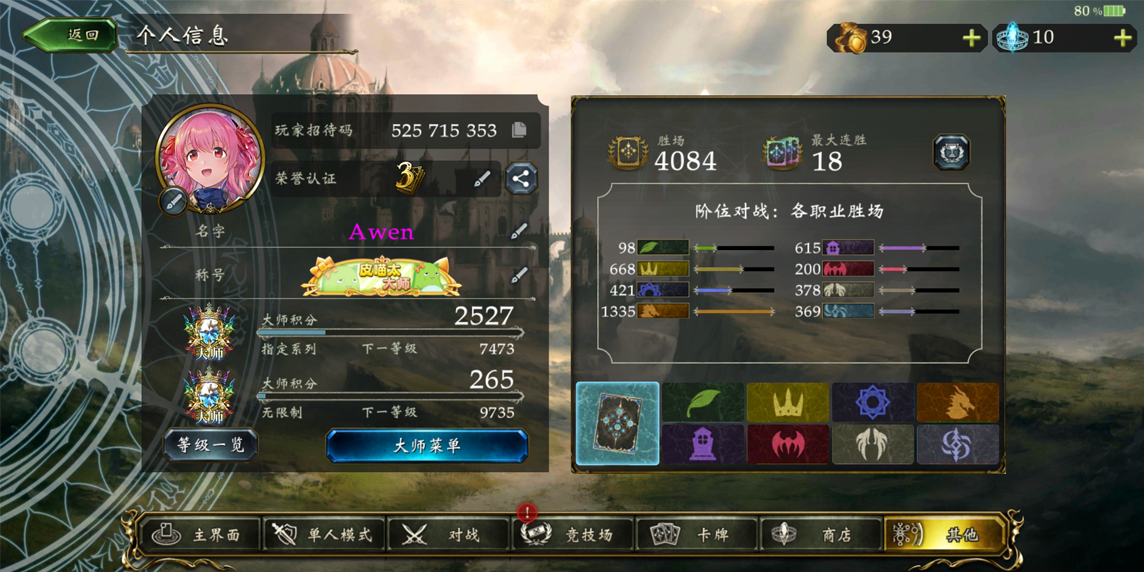 80 %
返回
个人信息
39
10
玩家招待码 525 715 353
荣誉认证 3
名字 Awen
称号 皮喵太大师
大师
大师积分 2527
指定系列 下一等级 7473
大师
大师积分 265
无限制 下一等级 9735
等级一览
大师菜单
胜场 4084
最大连胜 18
阶位对战：各职业胜场
98 615
668 200
421 378
1335 369
主界面 单人模式 对战 竞技场 卡牌 商店 其他